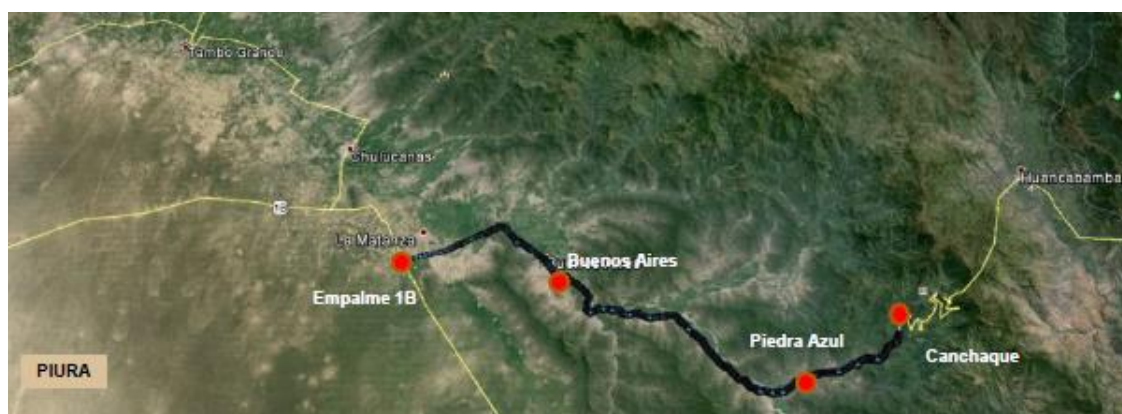 Tambo Grande
Chulucanas
Huancabamba
1B
La Matanza
Buenos Aires
Empalme 1B
Piedra Azul
Canchaque
PIURA